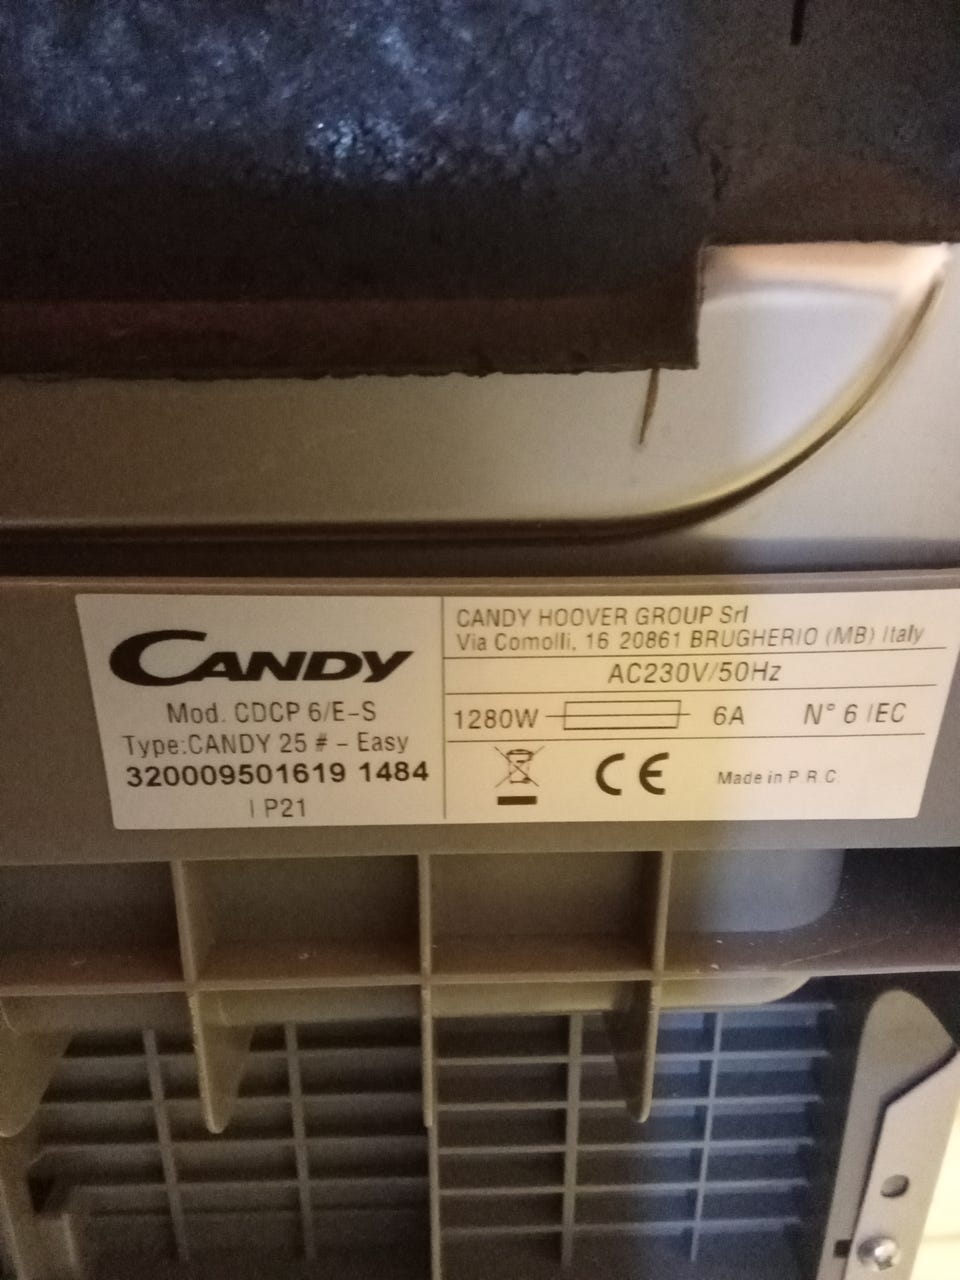 CANDY
Mod. CDCP 6/E-S
Type:CANDY 25 # - Easy
320009501619 1484
IP21
CANDY HOOVER GROUP Srl
Via Comolli, 16 20861 BRUGHERIO (MB) Italy
AC230V/50Hz
1280W 6A N° 6 IEC
CE Made in P.R.C